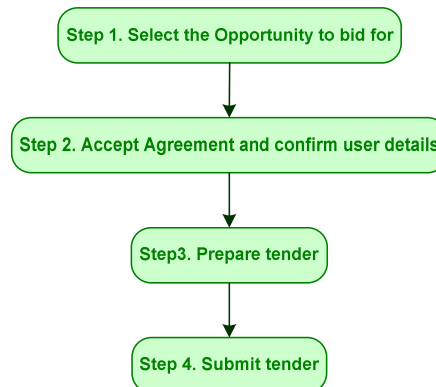 Step 1. Select the Opportunity to bid for
Step 2. Accept Agreement and confirm user details
Step3. Prepare tender
Step 4. Submit tender